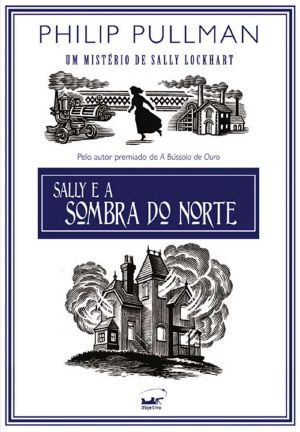 PHILIP PULLMAN
UM MISTÉRIO DE SALLY LOCKHART
Pelo autor premiado de A Bússola de Ouro
SALLY E A
SOMBRA DO NORTE
Objetiva